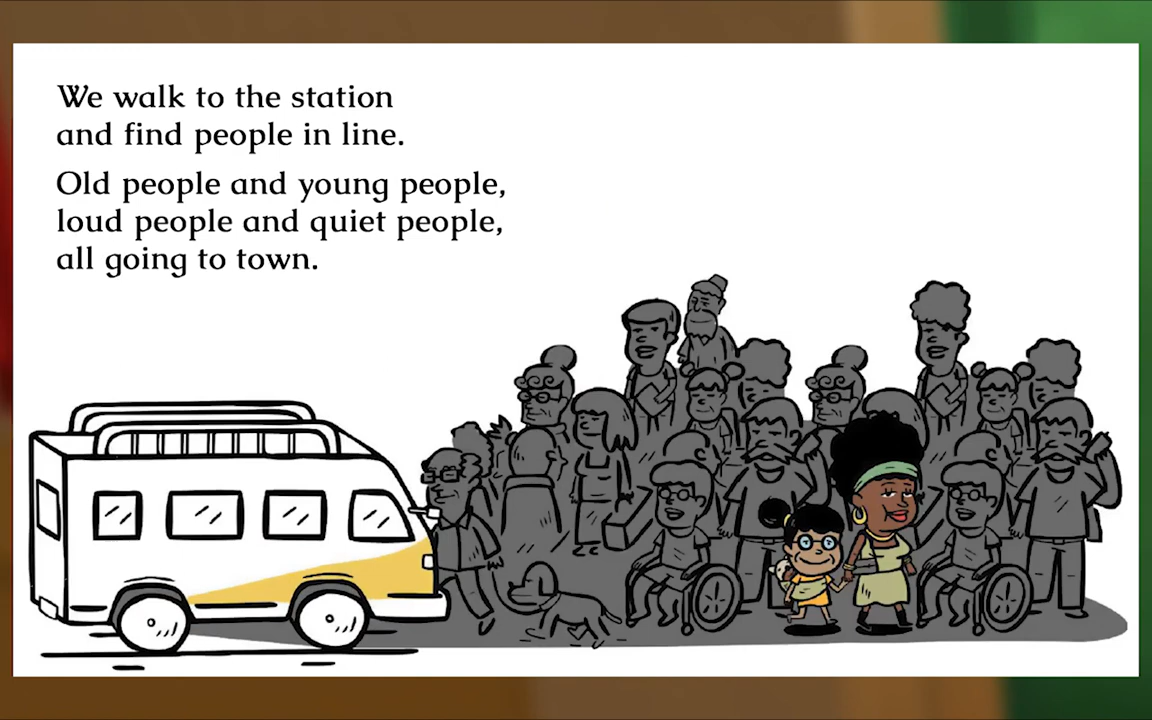 We walk to the station
and find people in line.
Old people and young people,
loud people and quiet people,
all going to town.